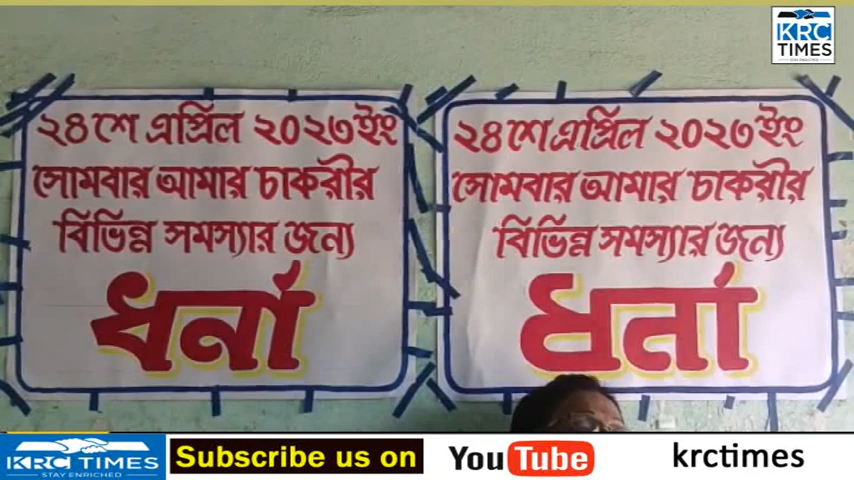 KRC
TIMES
২৪শে এপ্রিল ২০২৩ইং
সোমবার আমার চাকরীর
বিভিন্ন সমস্যার জন্য
ধর্না
২৪শে এপ্রিল ২০২৩ইং
সোমবার আমার চাকরীর
বিভিন্ন সমস্যার জন্য
ধর্না
KRC TIMES
STAY ENRICHED
Subscribe us on
YouTube
krctimes